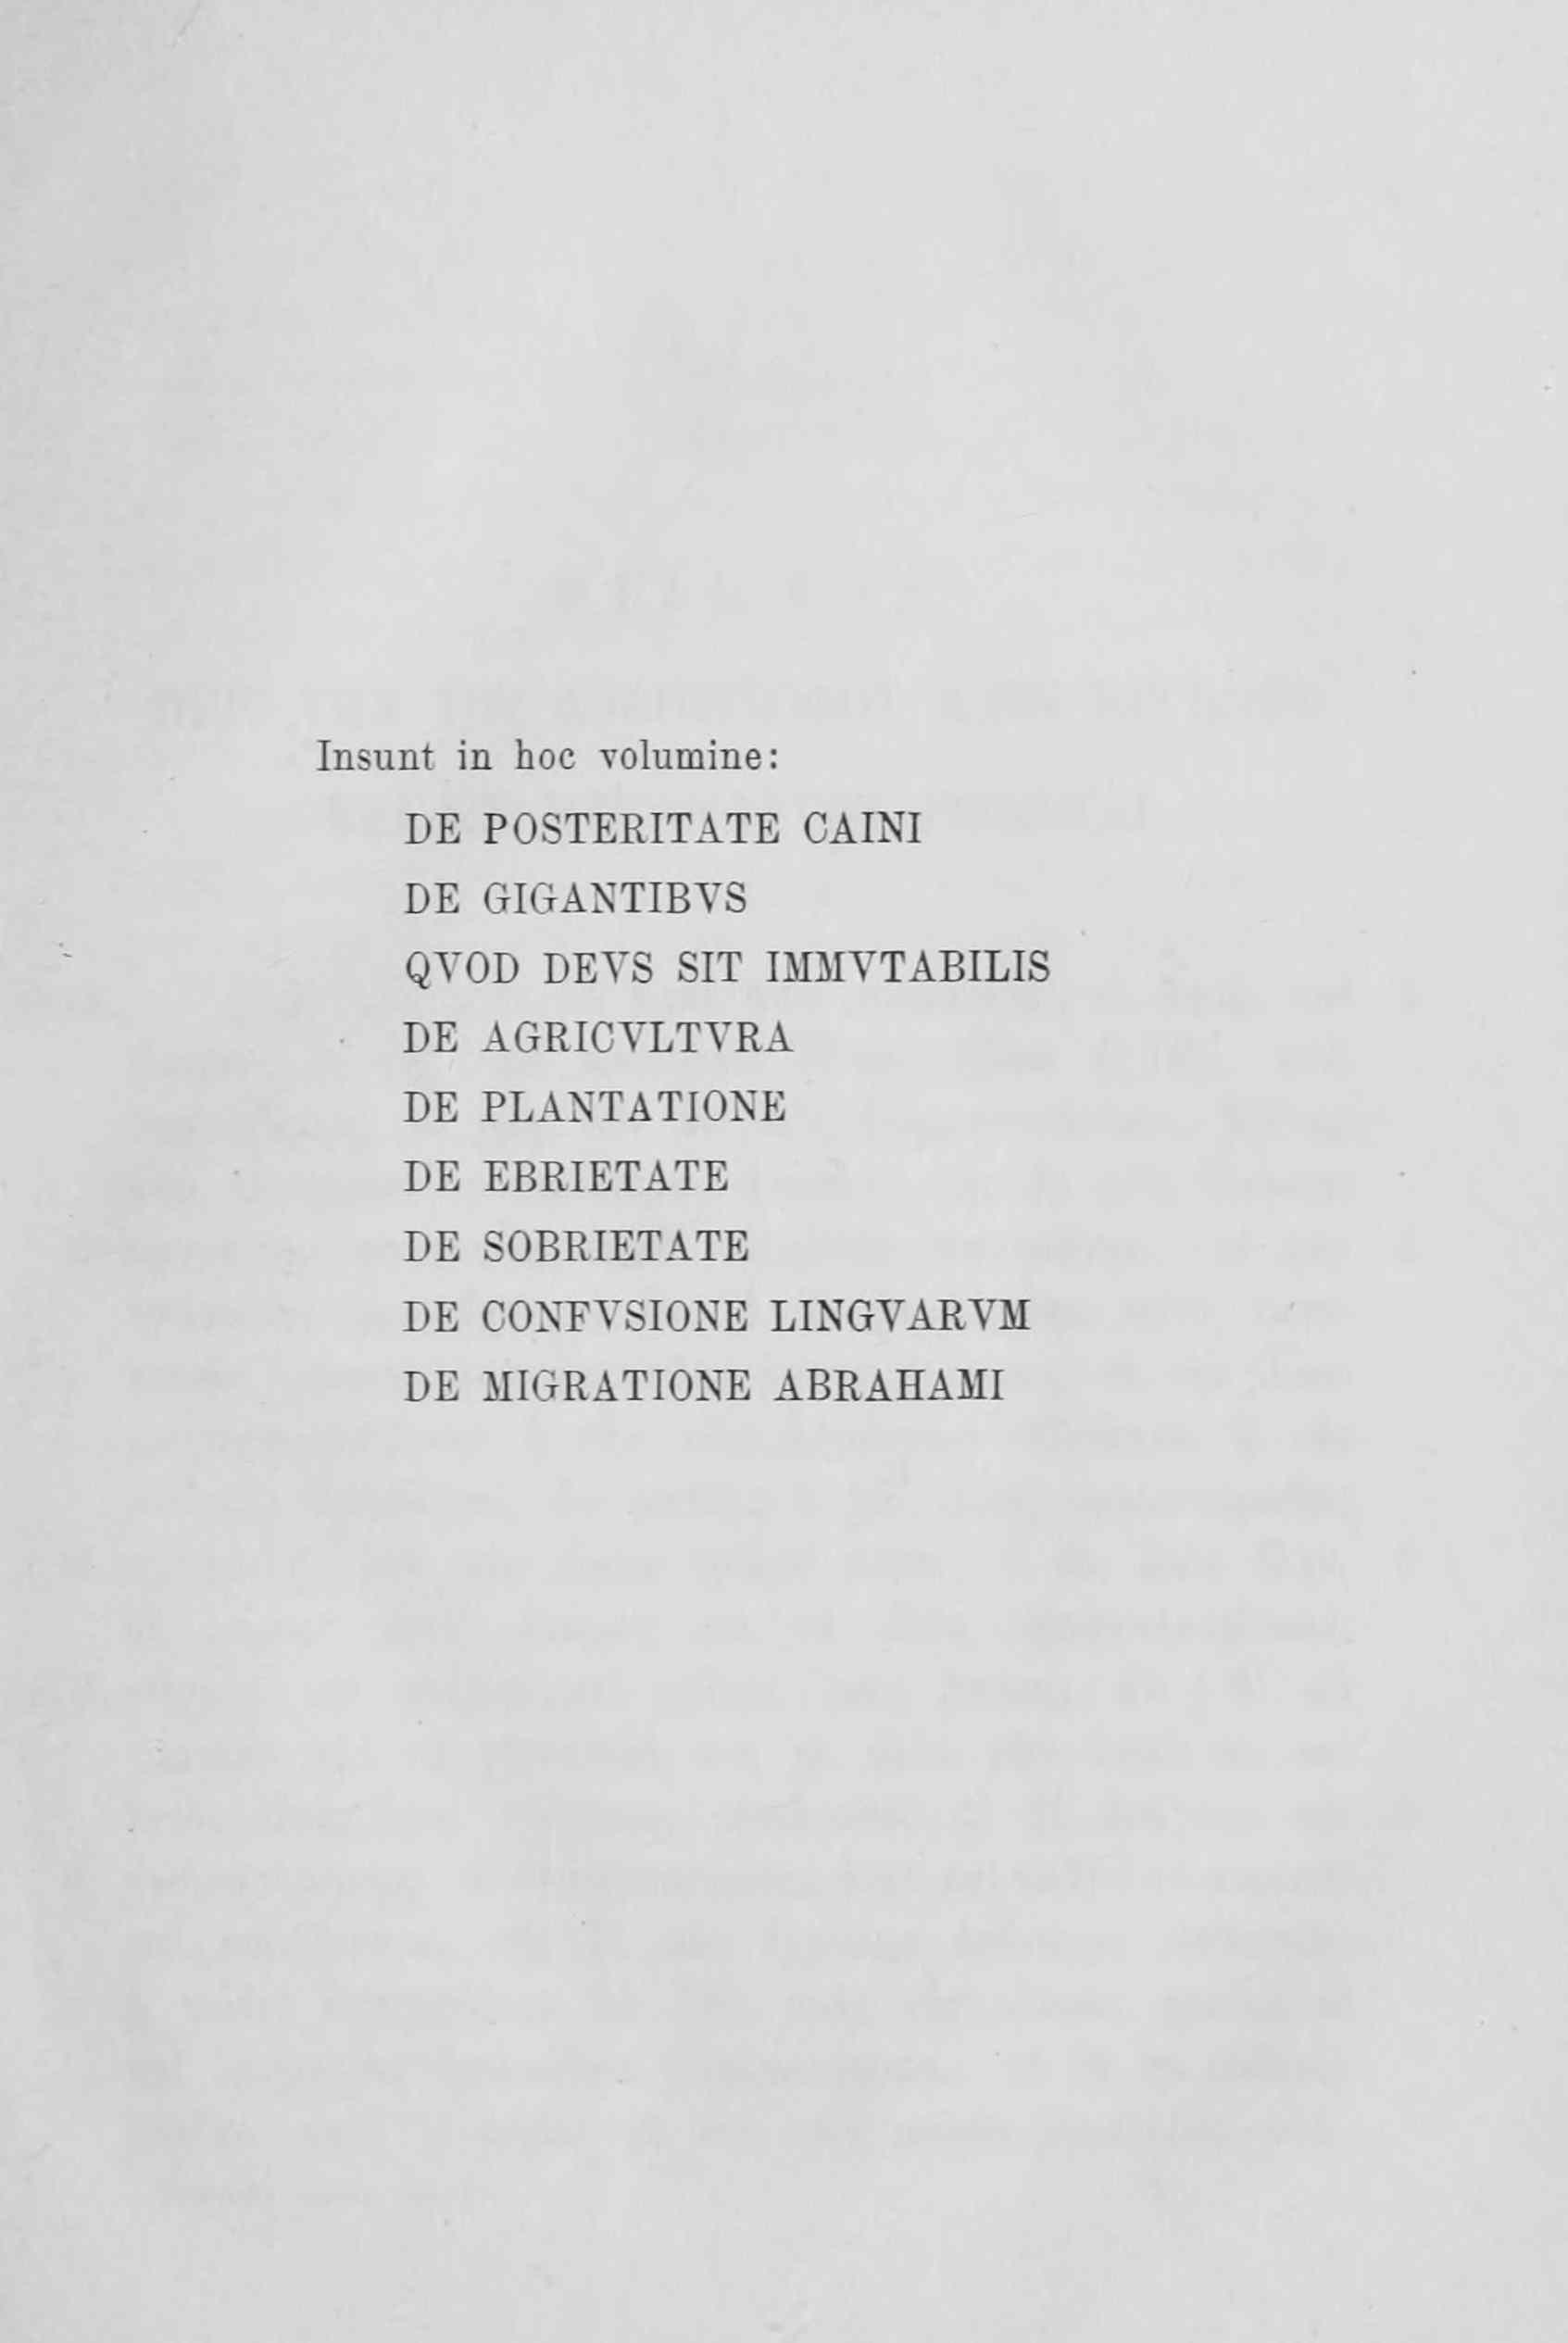 Insunt in hoc volumine:
DE POSTERITATE CAINI
DE GIGANTIBVS
QVOD DEVS SIT IMMVTABILIS
DE AGRICVLTVRA
DE PLANTATIONE
DE EBRIETATE
DE SOBRIETATE
DE CONFVSIONE LINGVARVM
DE MIGRATIONE ABRAHAMI